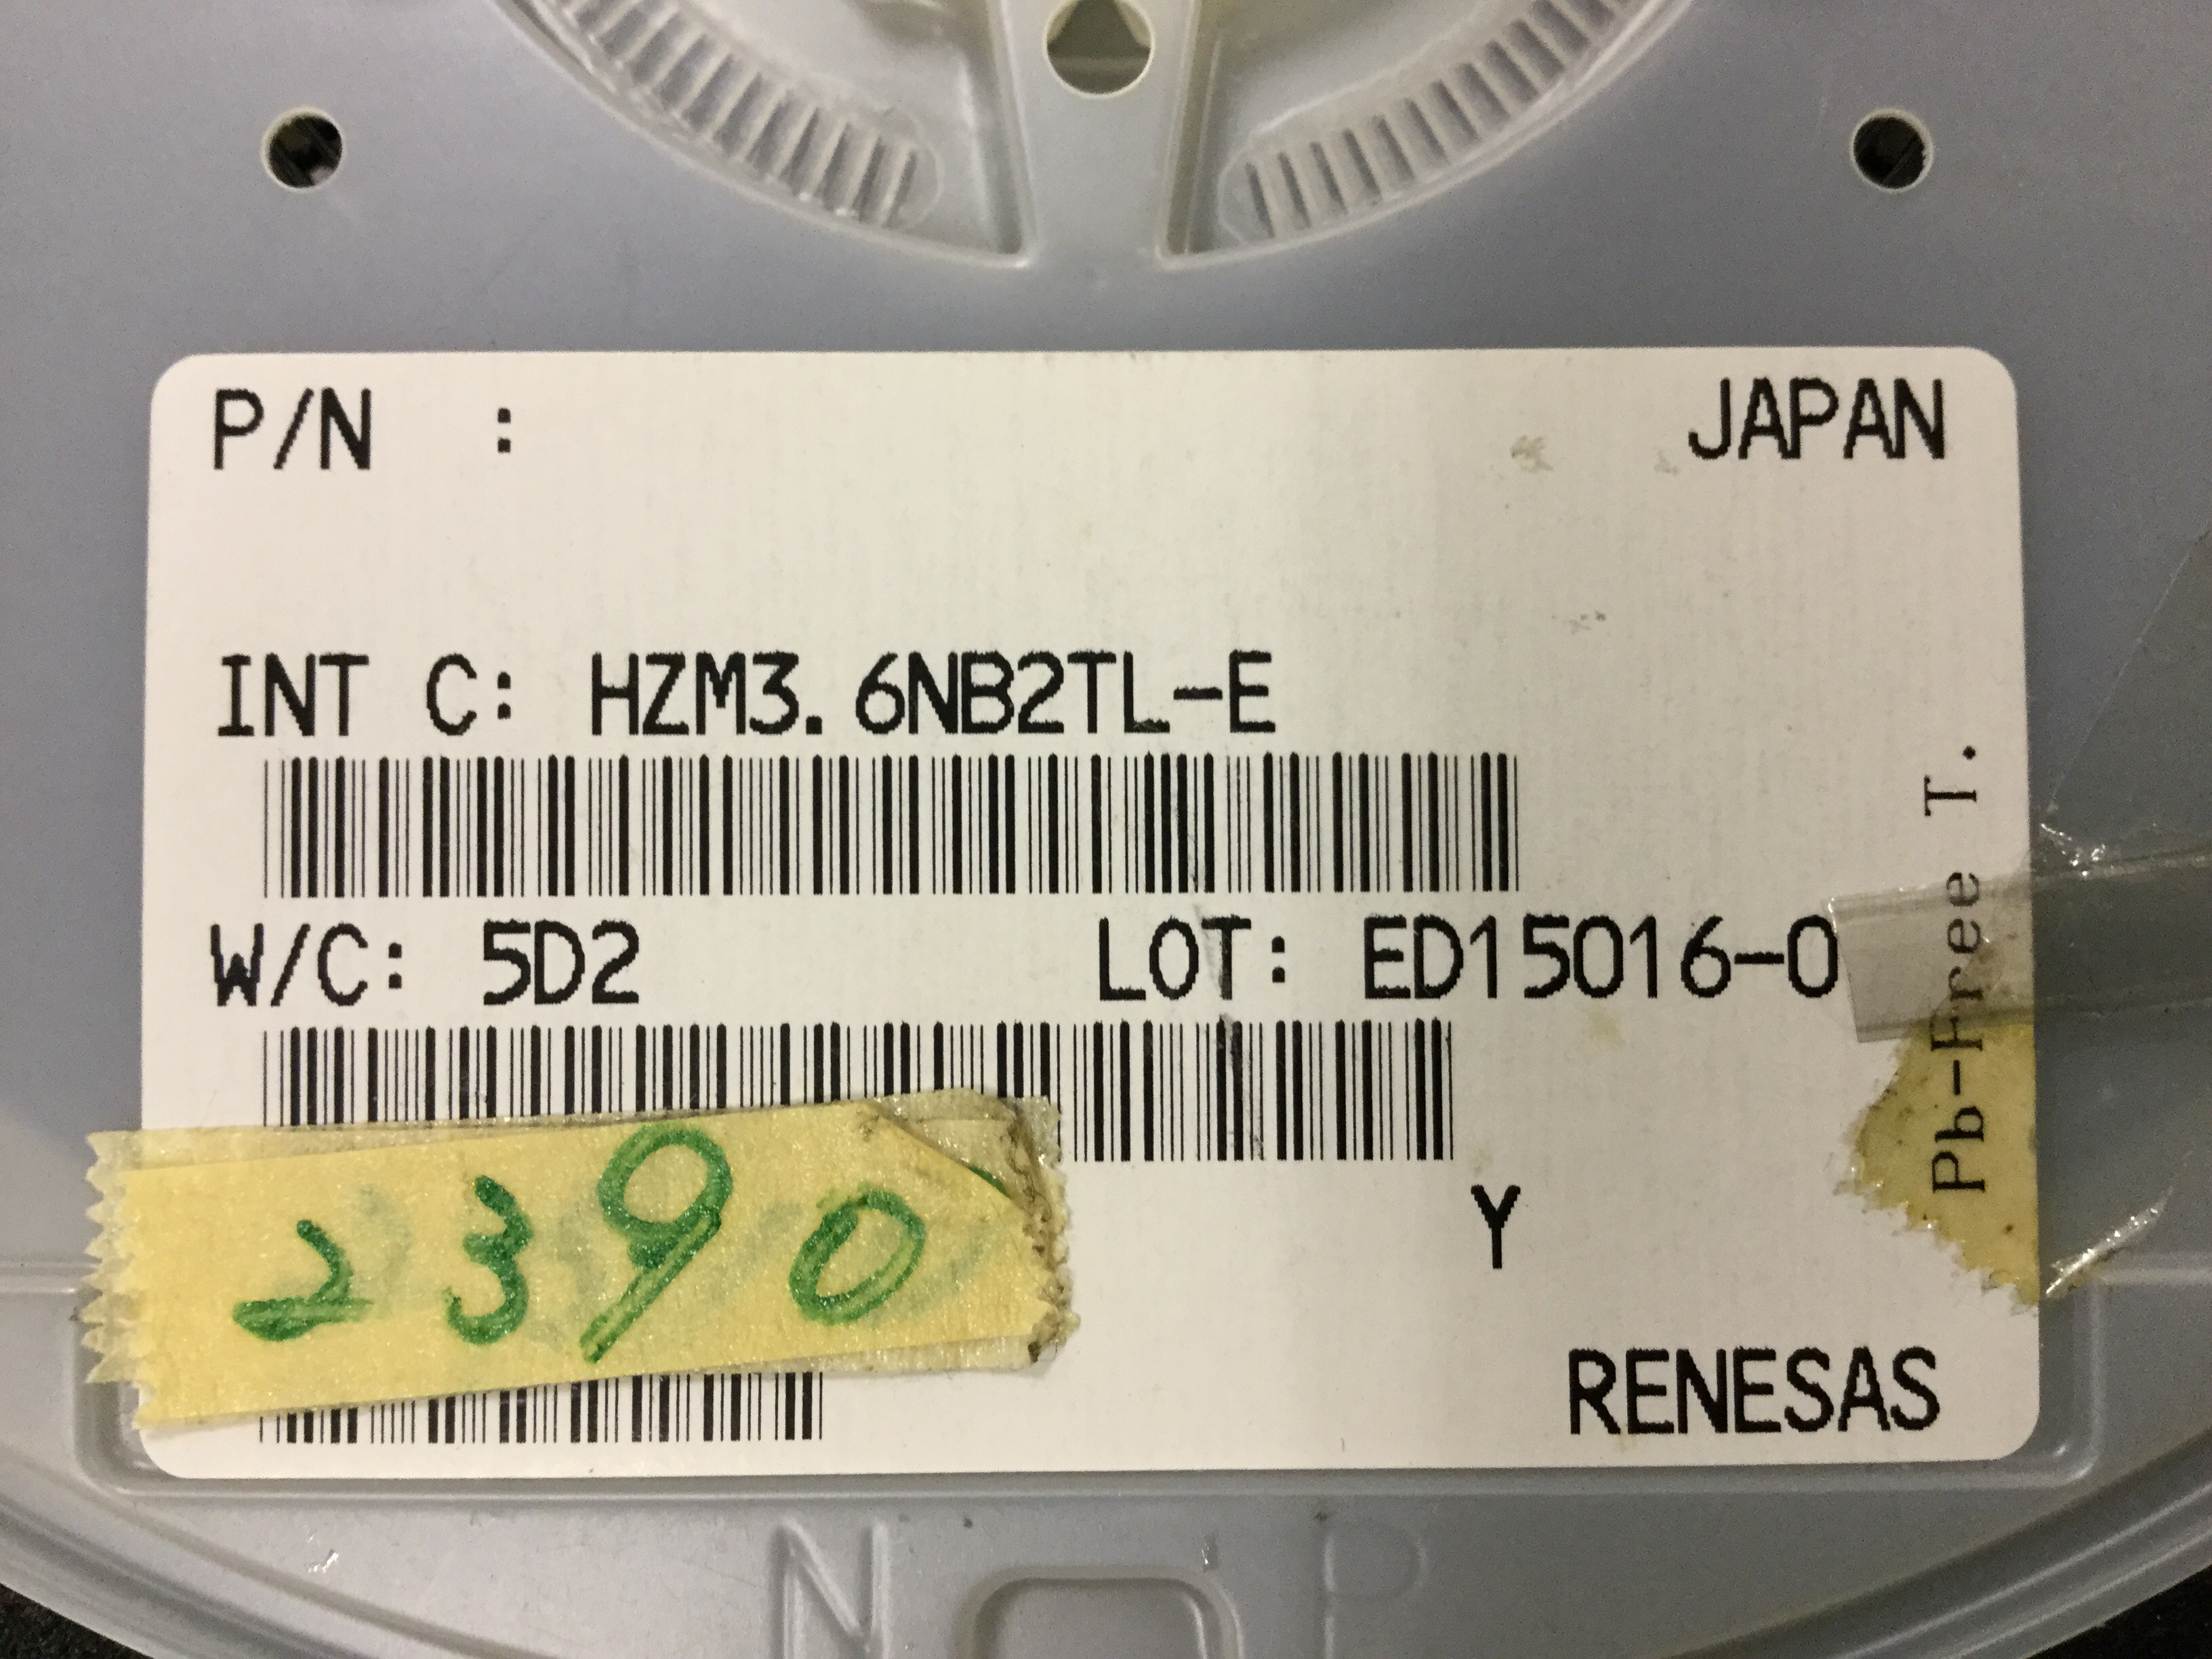 P/N : JAPAN
INT C: HZM3.6NB2TL-E
W/C: 5D2 LOT: ED15016-0
Pb-Free T.
2390
Y
RENESAS
N P